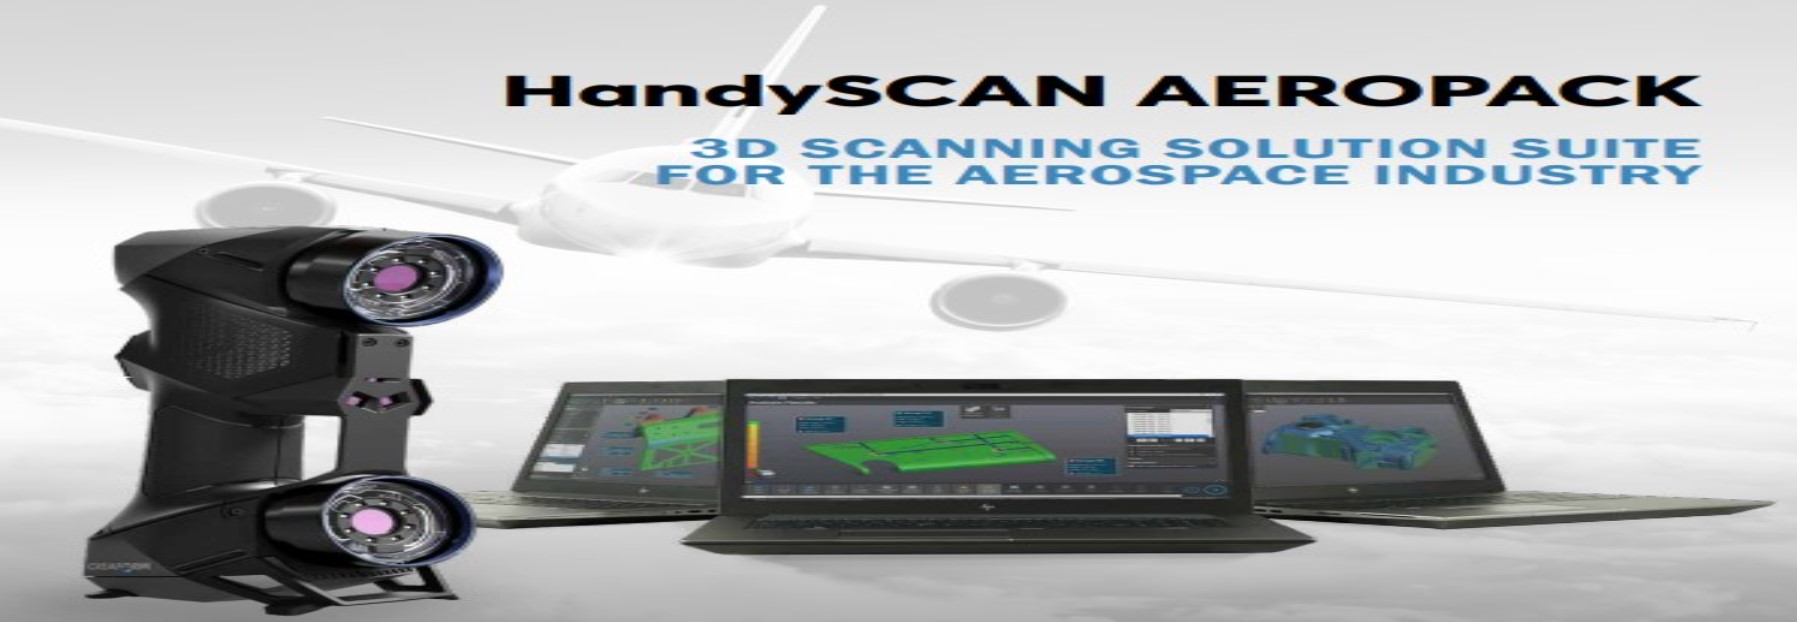 HandySCAN AEROPACK
3D SCANNING SOLUTION SUITE
FOR THE AEROSPACE INDUSTRY